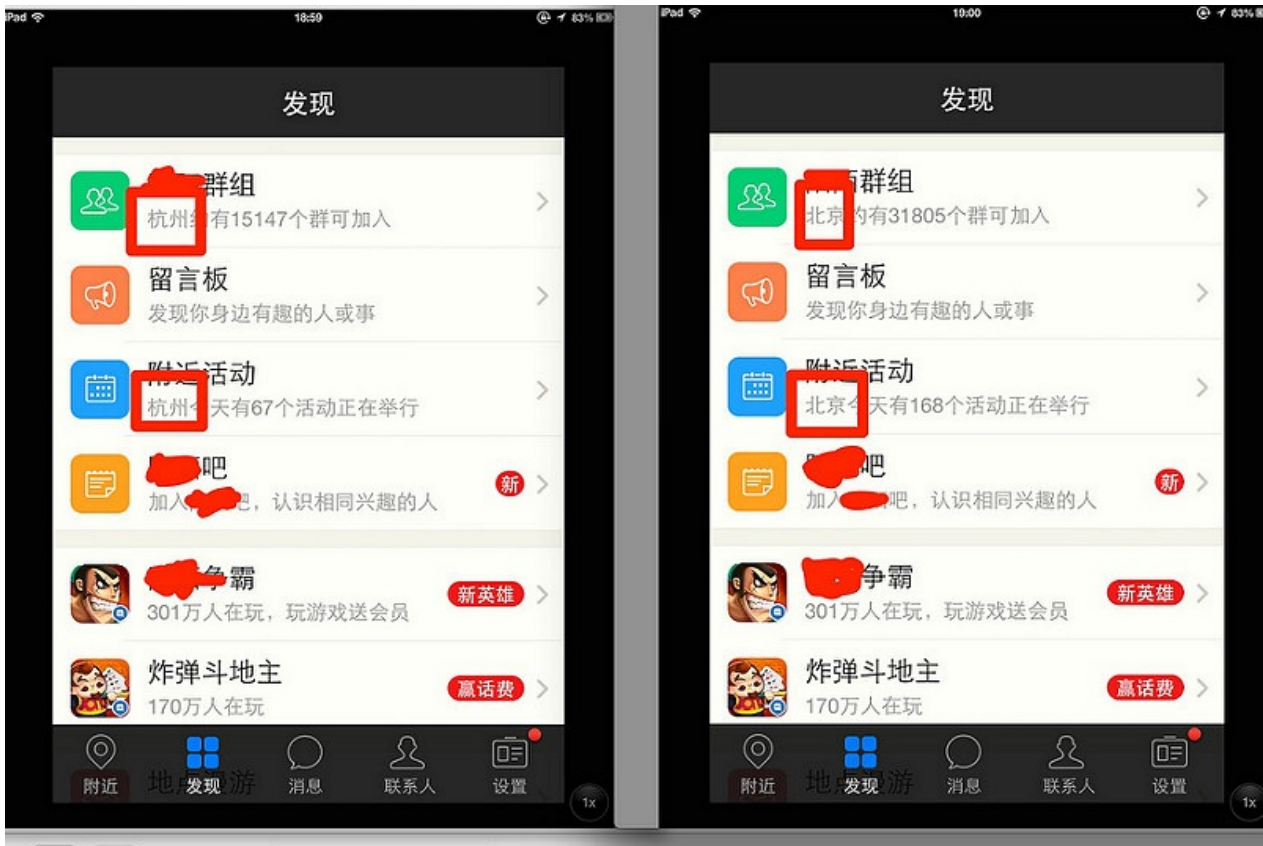 iPad
18:59
83%
发现
群组
杭州约有15147个群可加入
留言板
发现你身边有趣的人或事
附近活动
杭州今天有67个活动正在举行
吧
加入 吧，认识相同兴趣的人
新
争霸
301万人在玩，玩游戏送会员
新英雄
炸弹斗地主
170万人在玩
赢话费
地点漫游
附近
发现
消息
联系人
设置
1x
iPad
19:00
83%
发现
群组
北京约有31805个群可加入
留言板
发现你身边有趣的人或事
附近活动
北京今天有168个活动正在举行
吧
加入 吧，认识相同兴趣的人
新
争霸
301万人在玩，玩游戏送会员
新英雄
炸弹斗地主
170万人在玩
赢话费
地点漫游
附近
发现
消息
联系人
设置
1x